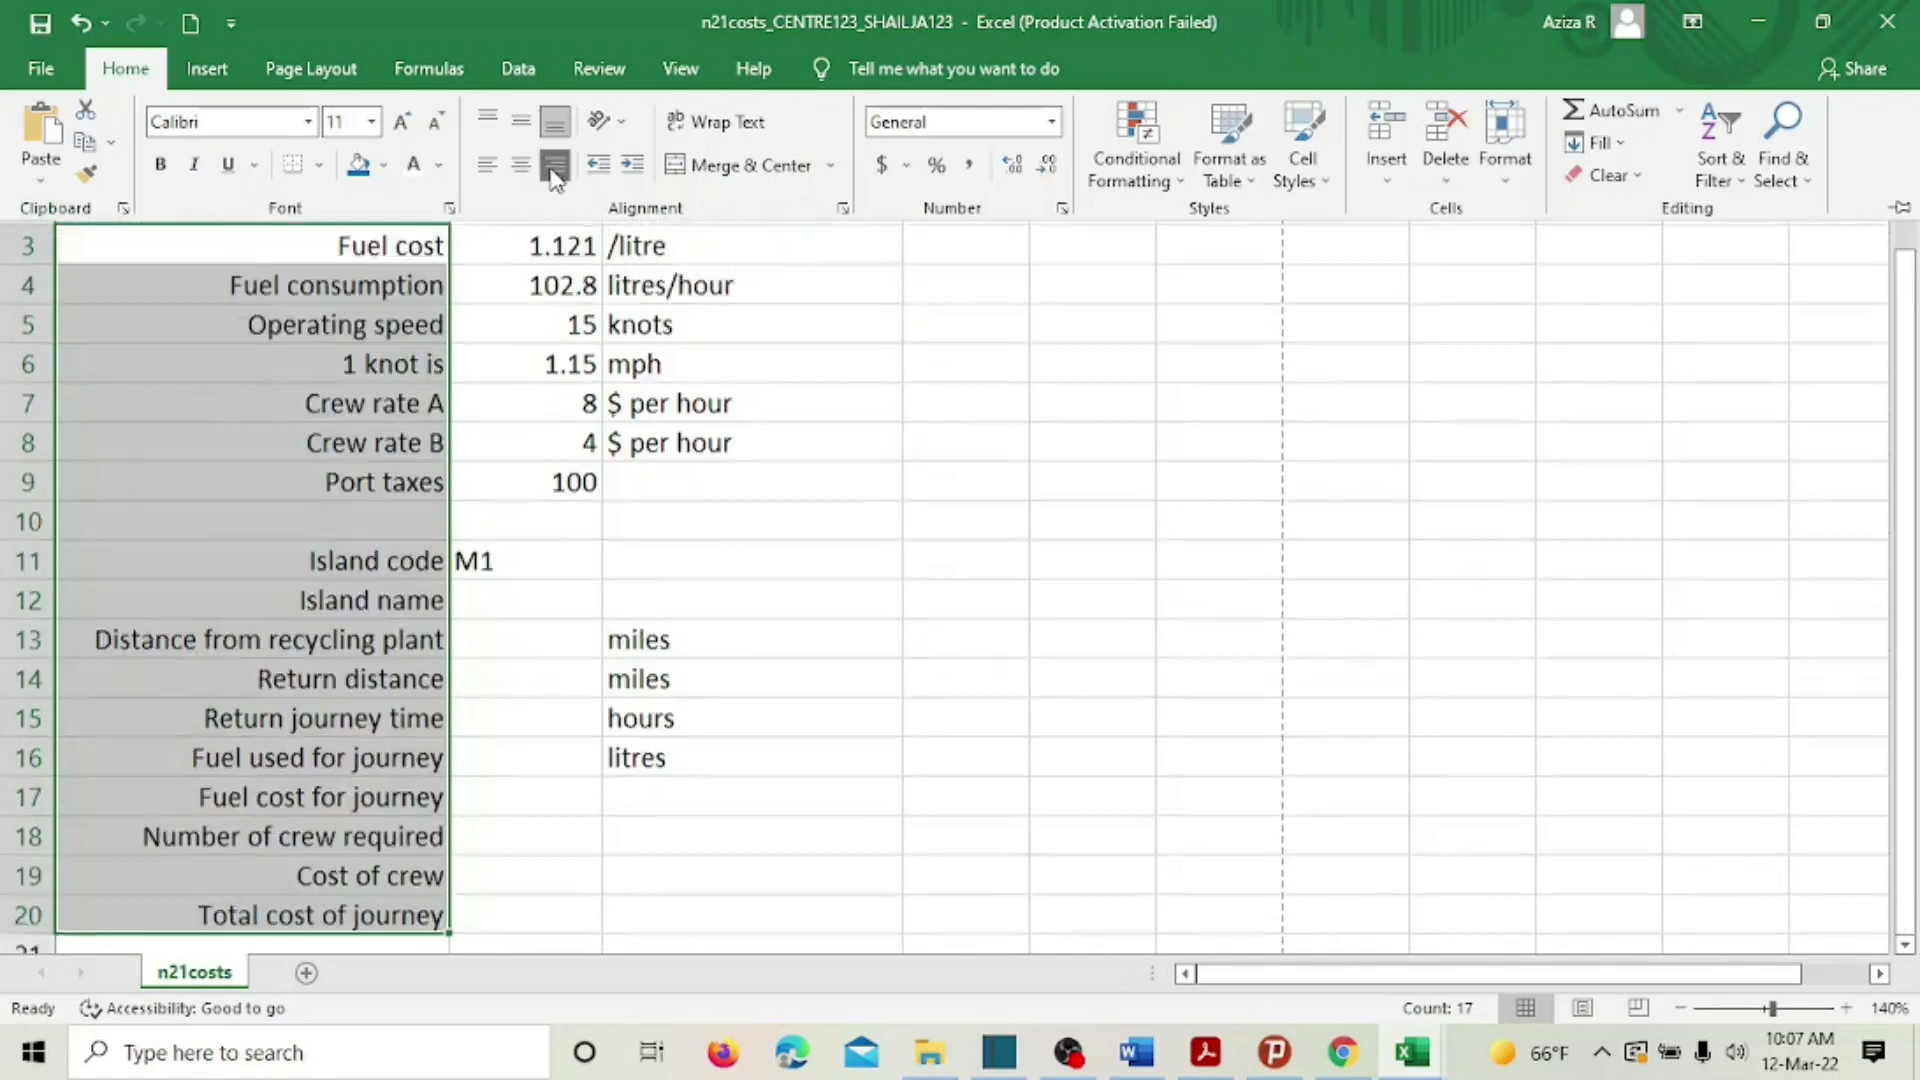 n21costs_CENTRE123_SHAILJA123 - Excel (Product Activation Failed)
Aziza R
File Home Insert Page Layout Formulas Data Review View Help Tell me what you want to do Share
Paste
Clipboard
Calibri 11
B I U A
Font
Wrap Text
Merge & Center
Alignment
General
$ % ,
Number
Conditional Formatting
Format as Table
Cell Styles
Styles
Insert Delete Format
Cells
AutoSum
Fill
Clear
Sort & Filter
Find & Select
Editing
3 Fuel cost 1.121 /litre
4 Fuel consumption 102.8 litres/hour
5 Operating speed 15 knots
6 1 knot is 1.15 mph
7 Crew rate A 8 $ per hour
8 Crew rate B 4 $ per hour
9 Port taxes 100
10
11 Island code M1
12 Island name
13 Distance from recycling plant miles
14 Return distance miles
15 Return journey time hours
16 Fuel used for journey litres
17 Fuel cost for journey
18 Number of crew required
19 Cost of crew
20 Total cost of journey
21
n21costs
Ready Accessibility: Good to go Count: 17 140%
Type here to search 66°F 10:07 AM
12-Mar-22